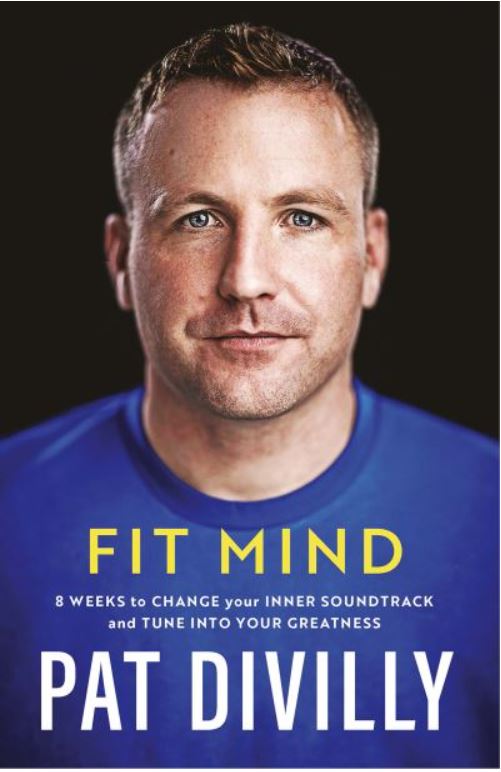 FIT MIND
8 WEEKS to CHANGE your INNER SOUNDTRACK
and TUNE INTO YOUR GREATNESS
PAT DIVILLY